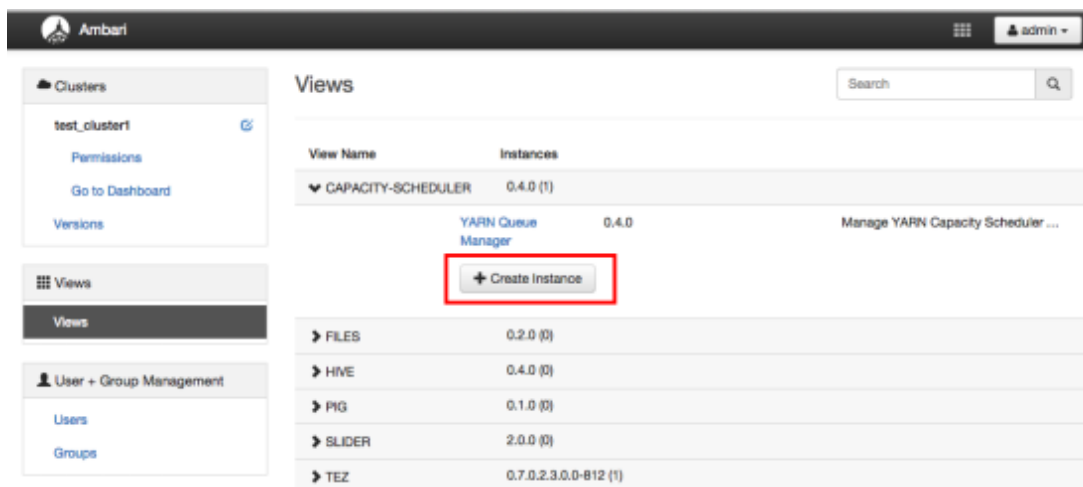 Ambari
admin
Clusters
test_cluster1
Permissions
Go to Dashboard
Versions
Views
Views
User + Group Management
Users
Groups
Views
Search
View Name Instances
CAPACITY-SCHEDULER 0.4.0 (1)
YARN Queue Manager 0.4.0 Manage YARN Capacity Scheduler ...
Create Instance
FILES 0.2.0 (0)
HIVE 0.4.0 (0)
PIG 0.1.0 (0)
SLIDER 2.0.0 (0)
TEZ 0.7.0.2.3.0.0-812 (1)